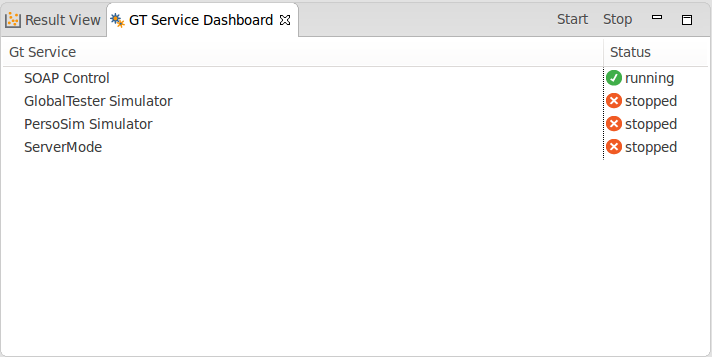 Result View GT Service Dashboard Start Stop
Gt Service Status
SOAP Control running
GlobalTester Simulator stopped
PersoSim Simulator stopped
ServerMode stopped